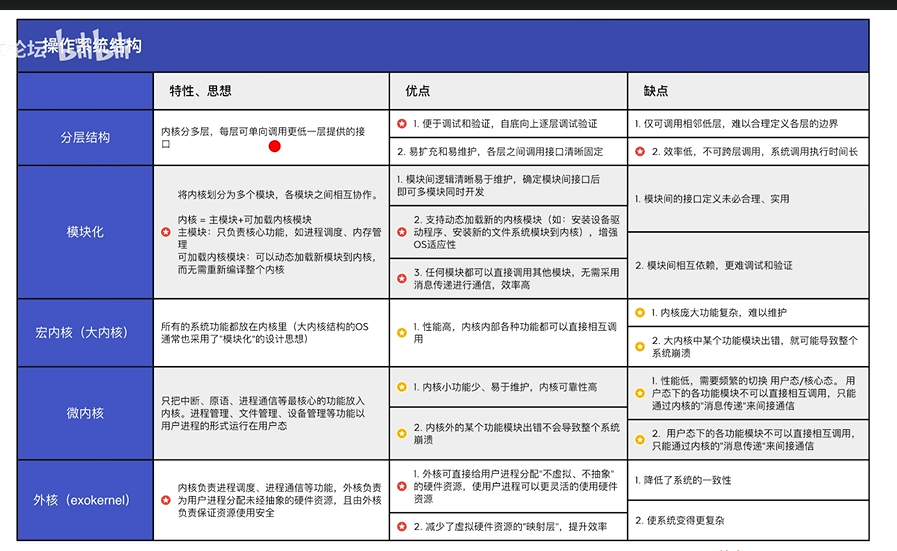 论坛 bilibili
操作系统结构
特性、思想
优点
缺点
分层结构
内核分多层，每层可单向调用更低一层提供的接
口
1. 便于调试和验证，自底向上逐层调试验证
2. 易扩充和易维护，各层之间调用接口清晰固定
1. 仅可调用相邻低层，难以合理定义各层的边界
2. 效率低，不可跨层调用，系统调用执行时间长
模块化
将内核划分为多个模块，各模块之间相互协作。
内核 = 主模块+可加载内核模块
主模块：只负责核心功能，如进程调度、内存管
理
可加载内核模块：可以动态加载新模块到内核，
而无需重新编译整个内核
1. 模块间逻辑清晰易于维护，确定模块间接口后
即可多模块同时开发
2. 支持动态加载新的内核模块（如：安装设备驱
动程序、安装新的文件系统模块到内核），增强
OS适应性
3. 任何模块都可以直接调用其他模块，无需采用
消息传递进行通信，效率高
1. 模块间的接口定义未必合理、实用
2. 模块间相互依赖，更难调试和验证
宏内核（大内核）
所有的系统功能都放在内核里（大内核结构的OS
通常也采用了"模块化"的设计思想）
1. 性能高，内核内部各种功能都可以直接相互调
用
1. 内核庞大功能复杂，难以维护
2. 大内核中某个功能模块出错，就可能导致整个
系统崩溃
微内核
只把中断、原语、进程通信等最核心的功能放入
内核。进程管理、文件管理、设备管理等功能以
用户进程的形式运行在用户态
1. 内核小功能少、易于维护，内核可靠性高
2. 内核外的某个功能模块出错不会导致整个系统
崩溃
1. 性能低，需要频繁的切换 用户态/核心态。 用
户态下的各功能模块不可以直接相互调用，只能
通过内核的"消息传递"来间接通信
2. 用户态下的各功能模块不可以直接相互调用，
只能通过内核的"消息传递"来间接通信
外核（exokernel）
内核负责进程调度、进程通信等功能，外核负责
为用户进程分配未经抽象的硬件资源，且由外核
负责保证资源使用安全
1. 外核可直接给用户进程分配"不虚拟、不抽象"
的硬件资源，使用户进程可以更灵活的使用硬件
资源
2. 减少了虚拟硬件资源的"映射层"，提升效率
1. 降低了系统的一致性
2. 使系统变得更复杂